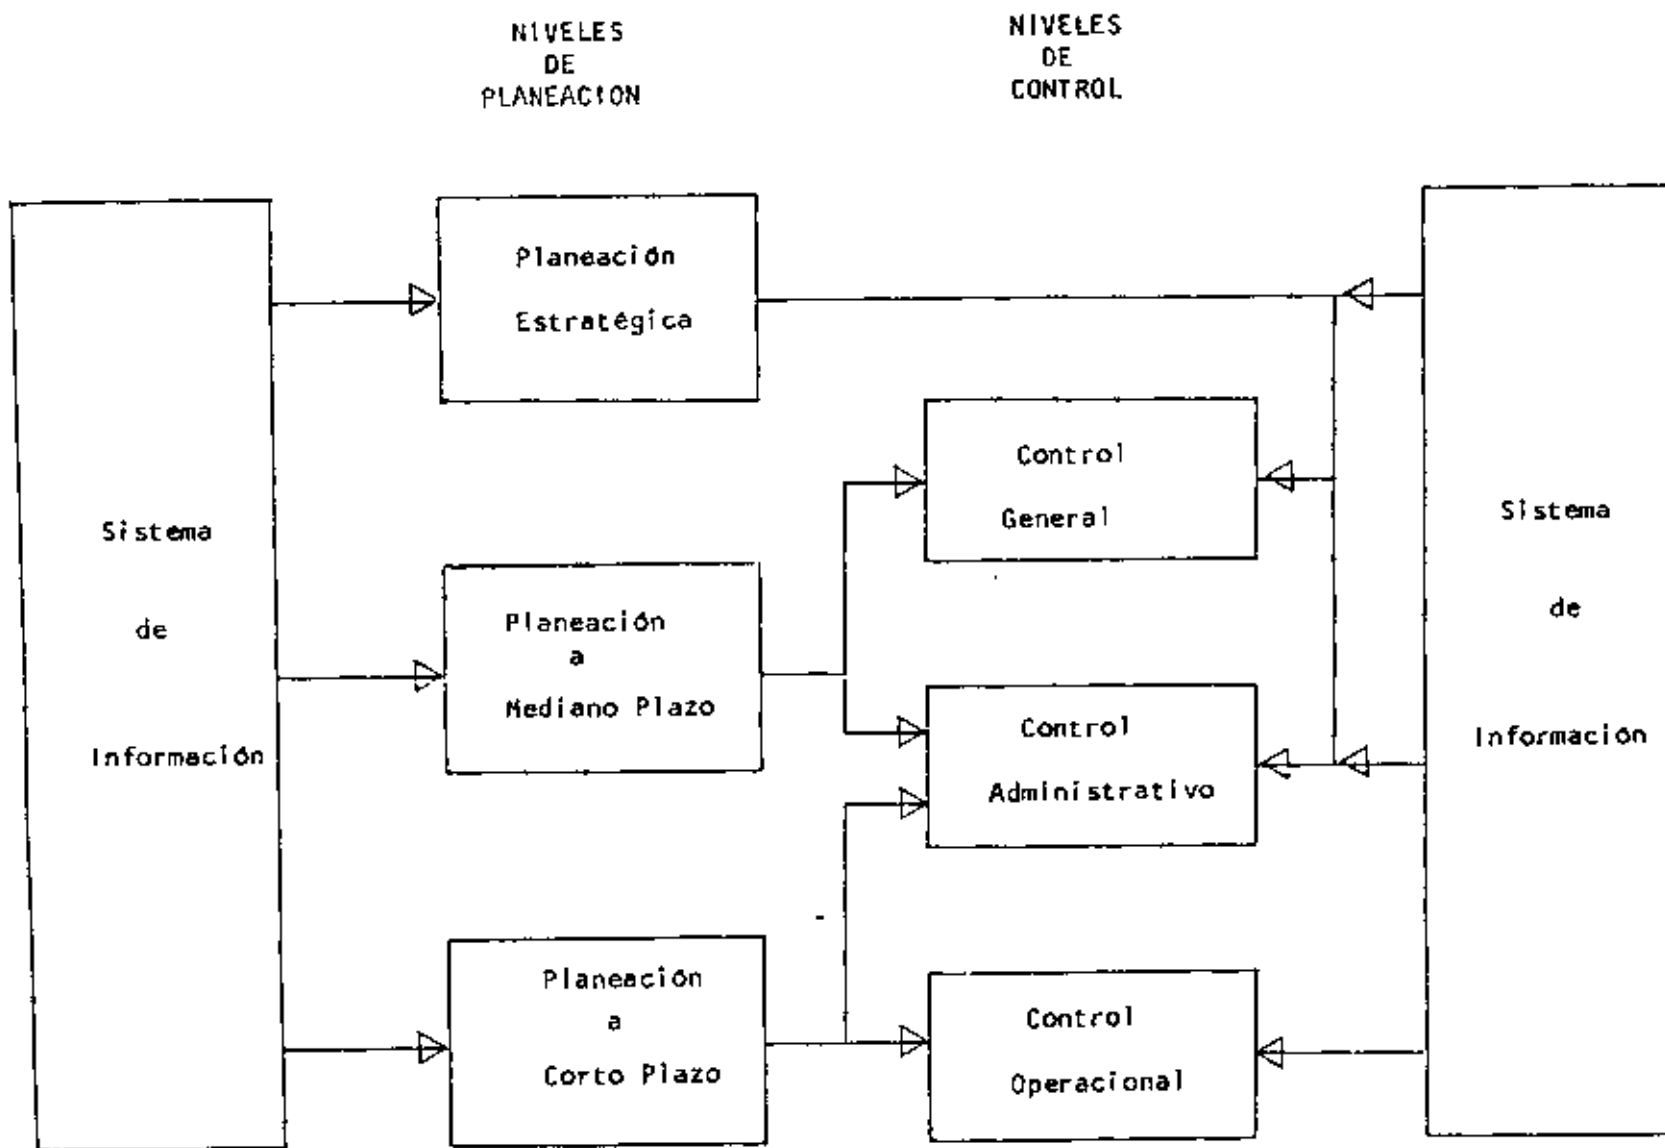 NIVELES
DE
PLANEACION
NIVELES
DE
CONTROL
Sistema
de
Información
Planeación
Estratégica
Planeación
a
Mediano Plazo
Planeación
a
Corto Plazo
Control
General
Control
Administrativo
Control
Operacional
Sistema
de
Información